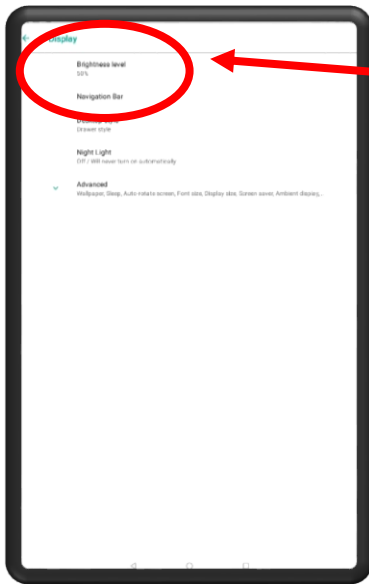 Display
Brightness level
59%
Navigation Bar
Drawer style
Night Light
Off / Will never turn on automatically
Advanced
Wallpaper, Sleep, Auto-rotate screen, Font size, Display size, Screen saver, Ambient display,...